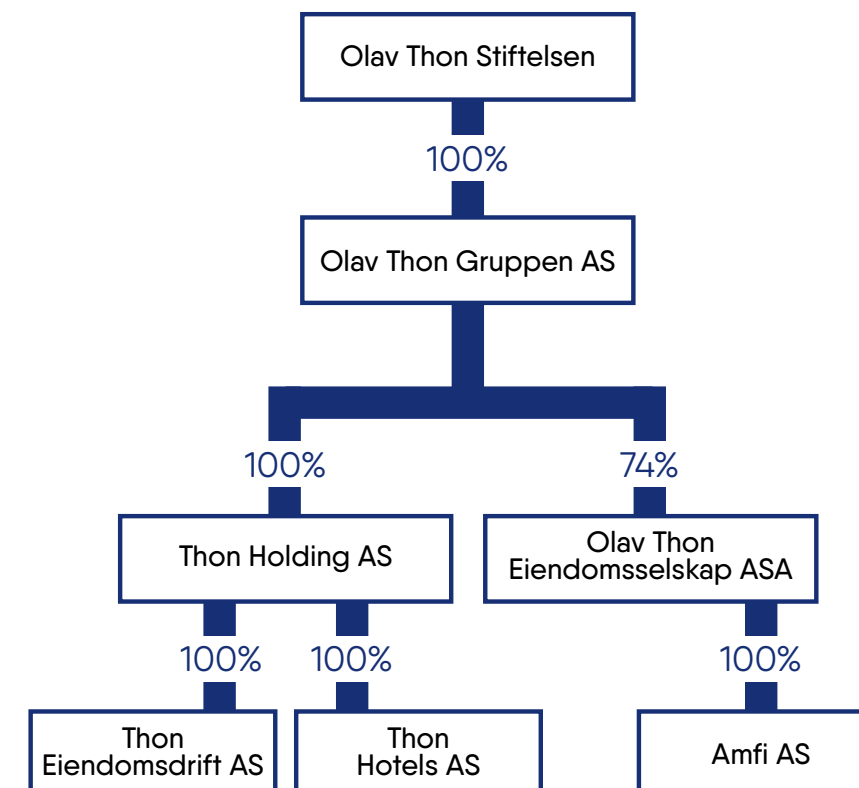 Olav Thon Stiftelsen
100%
Olav Thon Gruppen AS
100%
74%
Thon Holding AS
Olav Thon
Eiendomsselskap ASA
100%
100%
100%
Thon
Eiendomsdrift AS
Thon
Hotels AS
Amfi AS